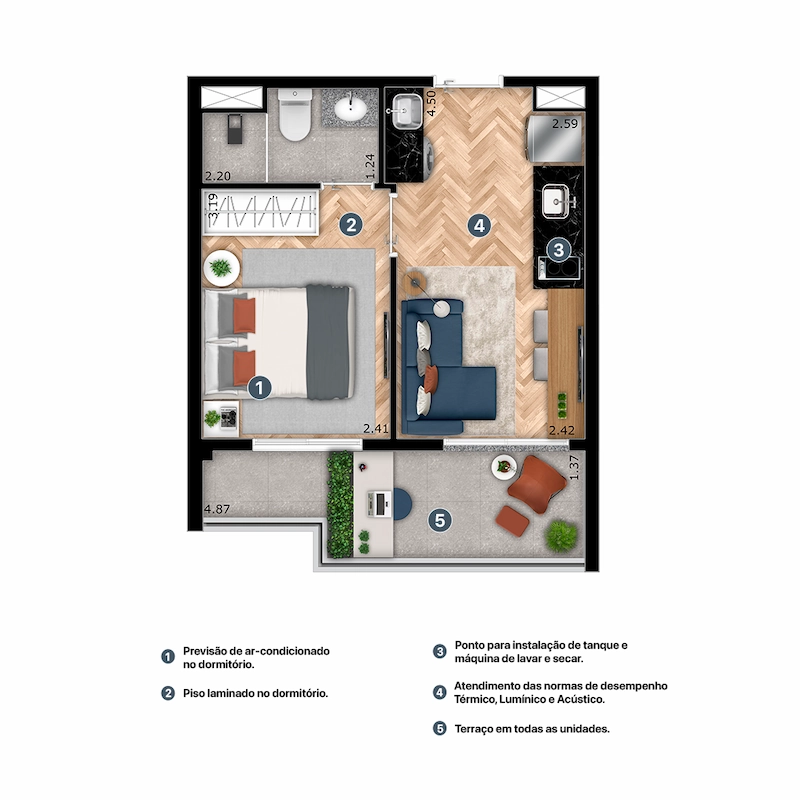 4.50
2.59
2.20
1.24
3.19
2
4
3
1
2.41
2.42
1.37
4.87
5
1 Previsão de ar-condicionado
no dormitório.
2 Piso laminado no dormitório.
3 Ponto para instalação de tanque e
máquina de lavar e secar.
4 Atendimento das normas de desempenho
Térmico, Lumínico e Acústico.
5 Terraço em todas as unidades.